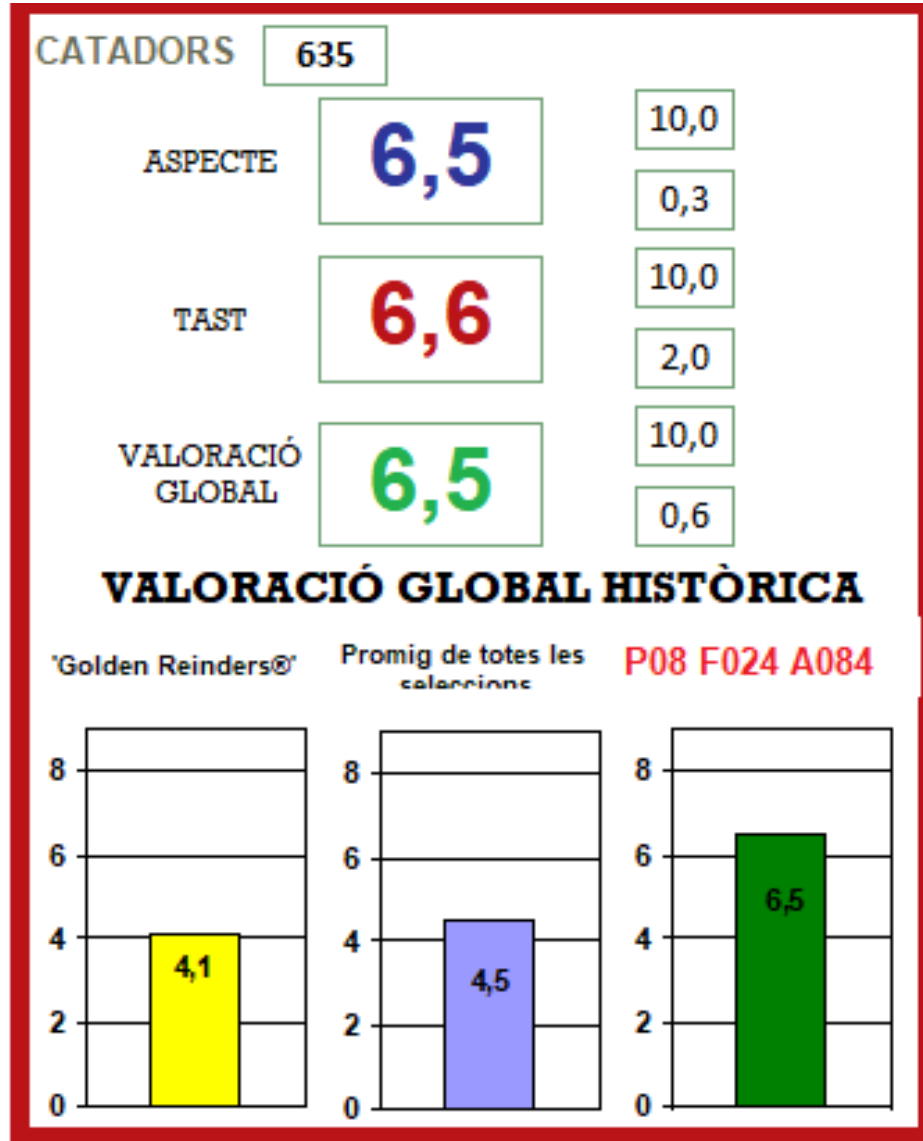 CATADORS 635
ASPECTE 6,5 10,0
0,3
TAST 6,6 10,0
2,0
VALORACIÓ
GLOBAL 6,5 10,0
0,6
VALORACIÓ GLOBAL HISTÒRICA
'Golden Reinders®'
Promig de totes les
seleccions
P08 F024 A084
8
6
4
2
0
4,1
8
6
4
2
0
4,5
8
6
4
2
0
6,5